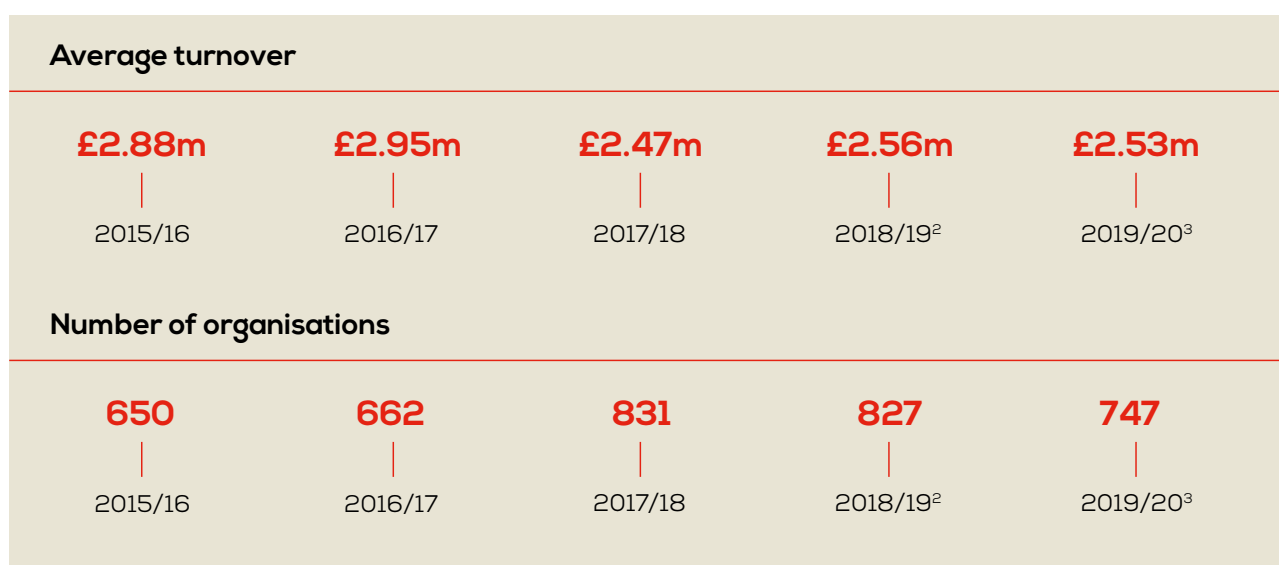 Average turnover
£2.88m £2.95m £2.47m £2.56m £2.53m
2015/16 2016/17 2017/18 2018/19² 2019/20³
Number of organisations
650 662 831 827 747
2015/16 2016/17 2017/18 2018/19² 2019/20³